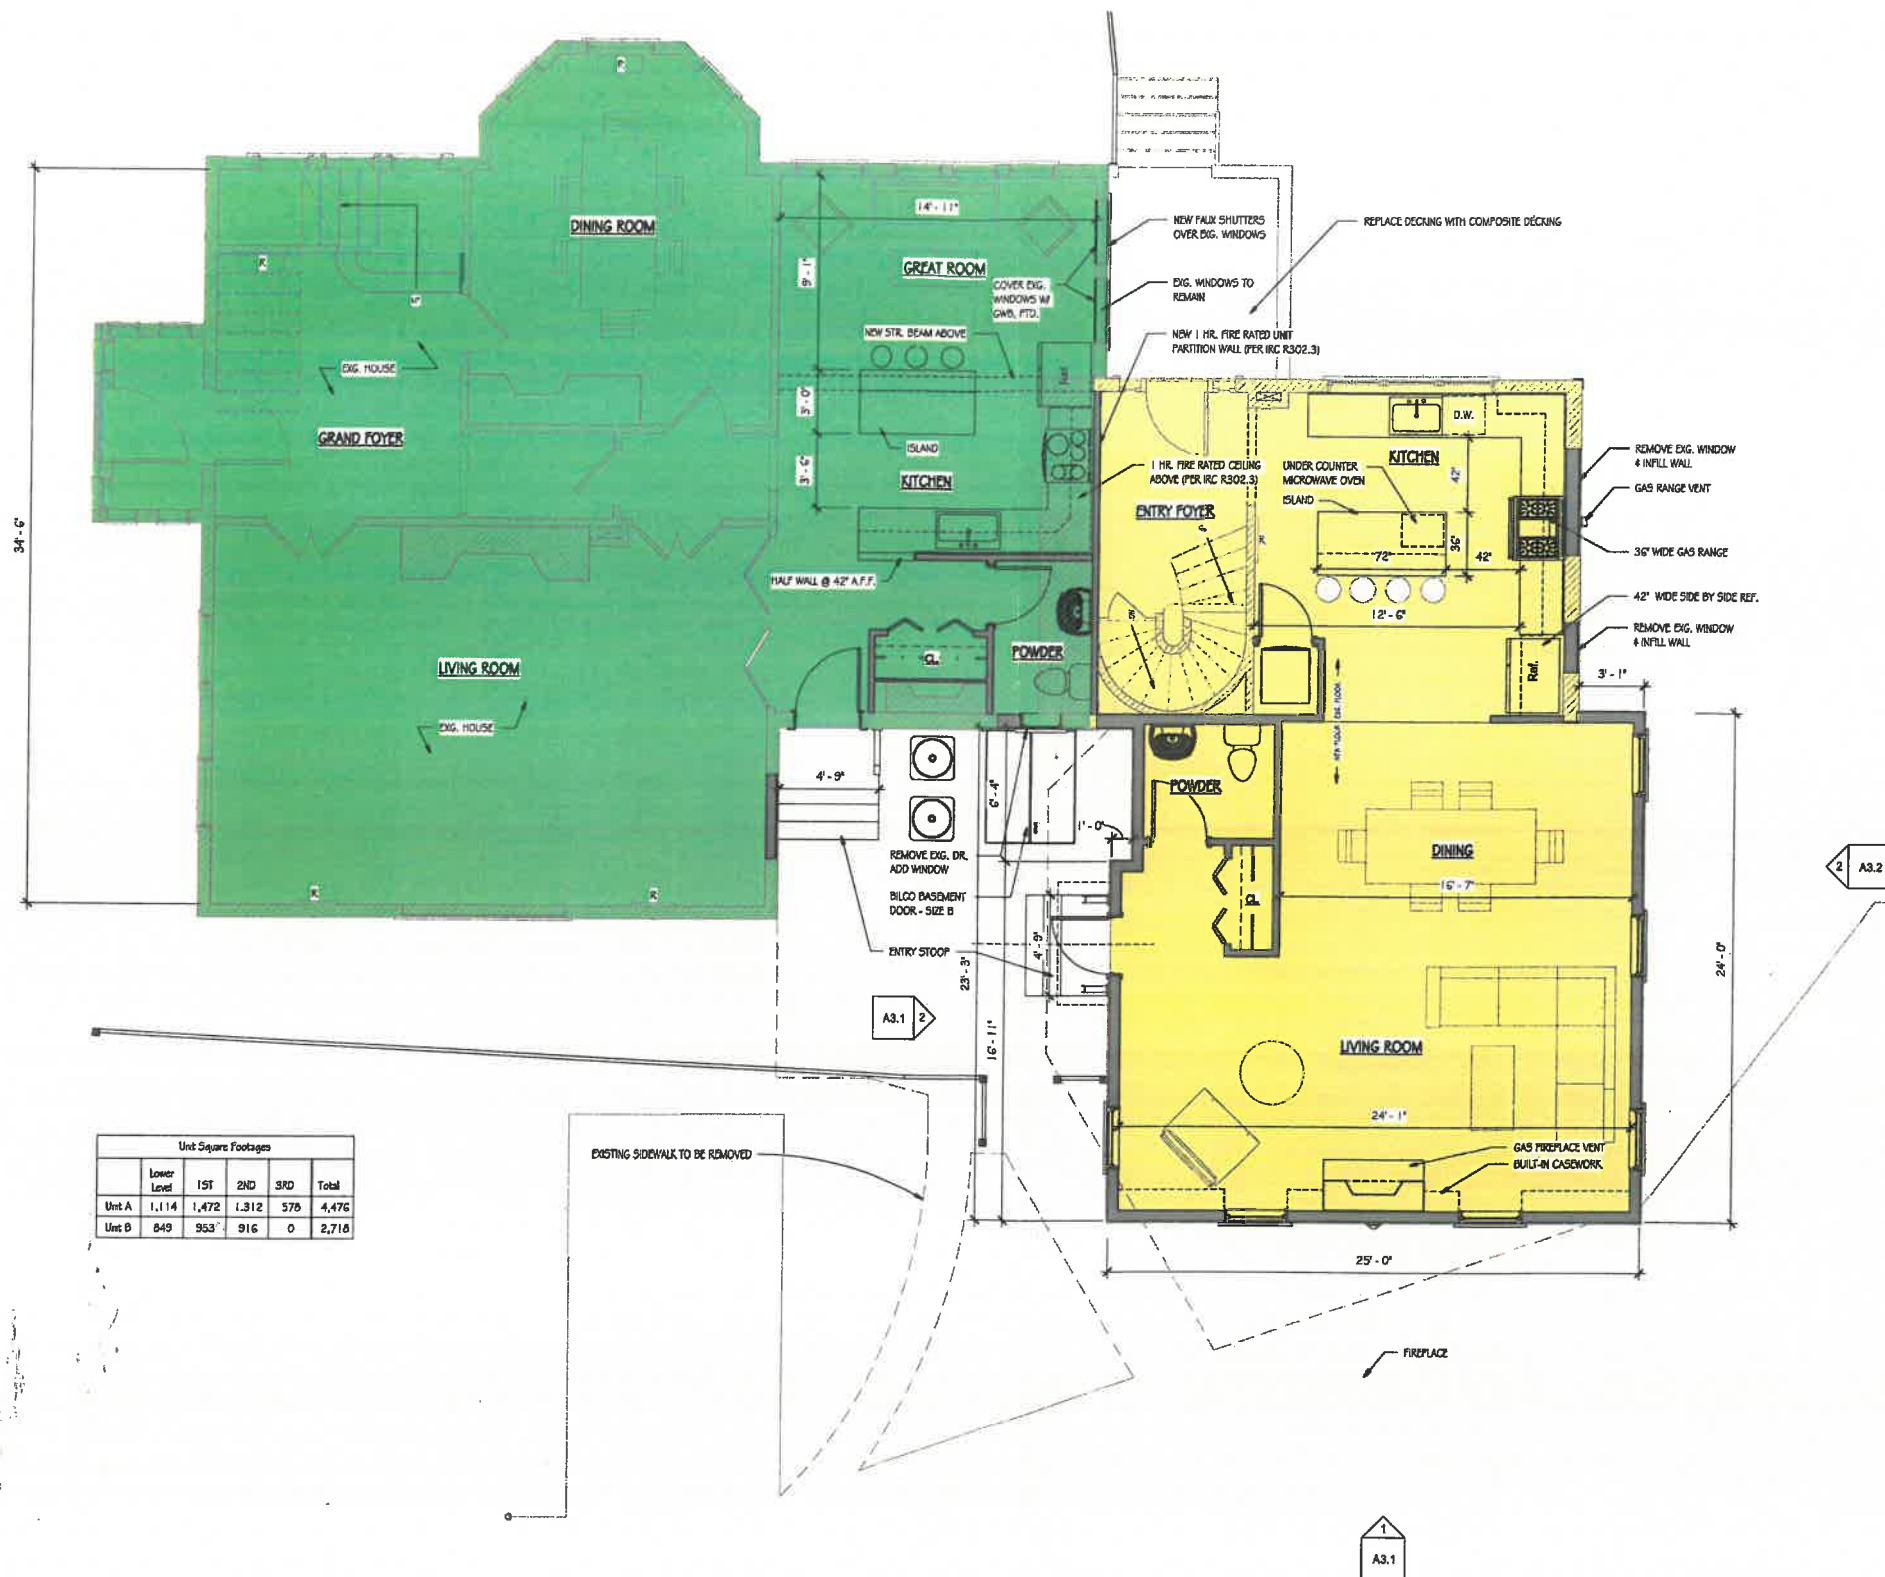 R
DINING ROOM
14'- 11"
NEW FAUX SHUTTERS
OVER EXG. WINDOWS
REPLACE DECKING WITH COMPOSITE DECKING
R
9'- 1"
GREAT ROOM
COVER EXG.
WINDOWS W/
GWB, PTD.
EXG. WINDOWS TO
REMAIN
NEW STR. BEAM ABOVE
NEW 1 HR. FIRE RATED UNIT
PARTITION WALL (PER IRC R302.3)
EXG. HOUSE
Ref.
3'- 0"
D.W.
GRAND FOYER
ISLAND
KITCHEN
REMOVE EXG. WINDOW
& INFILL WALL
3'- 6"
KITCHEN
1 HR. FIRE RATED CEILING
ABOVE (PER IRC R302.3)
UNDER COUNTER
MICROWAVE OVEN
42"
GAS RANGE VENT
ISLAND
ENTRY FOYER
34'- 6"
36"
72"
42"
36" WIDE GAS RANGE
HALF WALL @ 42" A.F.F.
42" WIDE SIDE BY SIDE REF.
12'- 6"
REMOVE EXG. WINDOW
& INFILL WALL
DN
CL.
POWDER
LIVING ROOM
Ref.
3'- 1"
NEW FLOOR EXG. FLOOR
EXG. HOUSE
4'- 9"
6'- 4"
POWDER
1'- 0"
REMOVE EXG. DR.
ADD WINDOW
DINING
2
A3.2
16'- 7"
BILCO BASEMENT
DOOR - SIZE B
CL.
R
R
ENTRY STOOP
4'- 9"
23'- 3"
24'- 0"
A3.1
2
16'- 11"
LIVING ROOM
24'- 1"
GAS FIREPLACE VENT
BUILT-IN CASEWORK
EXISTING SIDEWALK TO BE REMOVED
Unit Square Footages
Lower Level 1ST 2ND 3RD Total
Unit A 1,114 1,472 1,312 578 4,476
Unit B 849 953 916 0 2,718
25'- 0"
FIREPLACE
1
A3.1